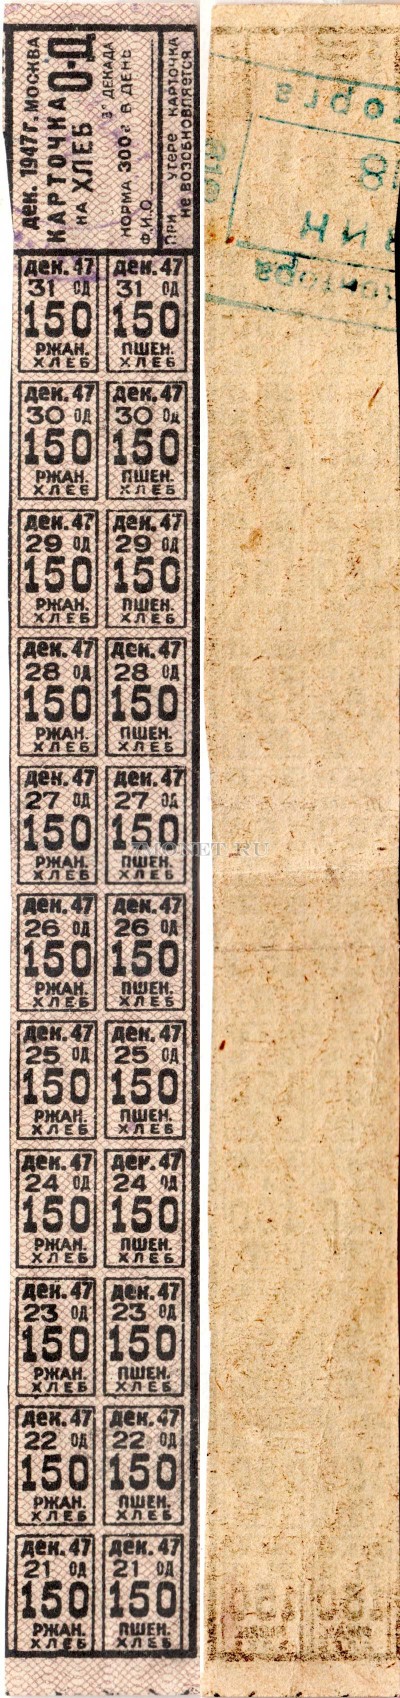 дек. 1947 г. МОСКВА
КАРТОЧКА
НА ХЛЕБ
ОД
3я ДЕКАДА
НОРМА 300 г В ДЕНЬ
Ф.И.О
ПРИ УТЕРЕ КАРТОЧКА
НЕ ВОЗОБНОВЛЯЕТСЯ
дек. 47 дек. 47
31 ОД 31 ОД
150 150
РЖАН. ПШЕН.
ХЛЕБ ХЛЕБ
дек. 47 дек. 47
30 ОД 30 ОД
150 150
РЖАН. ПШЕН.
ХЛЕБ ХЛЕБ
дек. 47 дек. 47
29 ОД 29 ОД
150 150
РЖАН. ПШЕН.
ХЛЕБ ХЛЕБ
дек. 47 дек. 47
28 ОД 28 ОД
150 150
РЖАН. ПШЕН.
ХЛЕБ ХЛЕБ
дек. 47 дек. 47
27 ОД 27 ОД
150 150
РЖАН. ПШЕН.
ХЛЕБ ХЛЕБ
ZMONET.RU
дек. 47 дек. 47
26 ОД 26 ОД
150 150
РЖАН. ПШЕН.
ХЛЕБ ХЛЕБ
дек. 47 дек. 47
25 ОД 25 ОД
150 150
РЖАН. ПШЕН.
ХЛЕБ ХЛЕБ
дек. 47 дек. 47
24 ОД 24 ОД
150 150
РЖАН. ПШЕН.
ХЛЕБ ХЛЕБ
дек. 47 дек. 47
23 ОД 23 ОД
150 150
РЖАН. ПШЕН.
ХЛЕБ ХЛЕБ
дек. 47 дек. 47
22 ОД 22 ОД
150 150
РЖАН. ПШЕН.
ХЛЕБ ХЛЕБ
дек. 47 дек. 47
21 ОД 21 ОД
150 150
РЖАН. ПШЕН.
ХЛЕБ ХЛЕБ